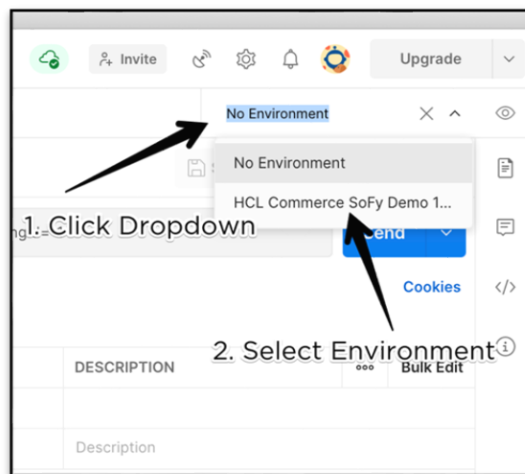 Invite
Upgrade
No Environment
No Environment
HCL Commerce SoFy Demo 1...
1. Click Dropdown
Send
Cookies
2. Select Environment
DESCRIPTION
ooo
Bulk Edit
Description